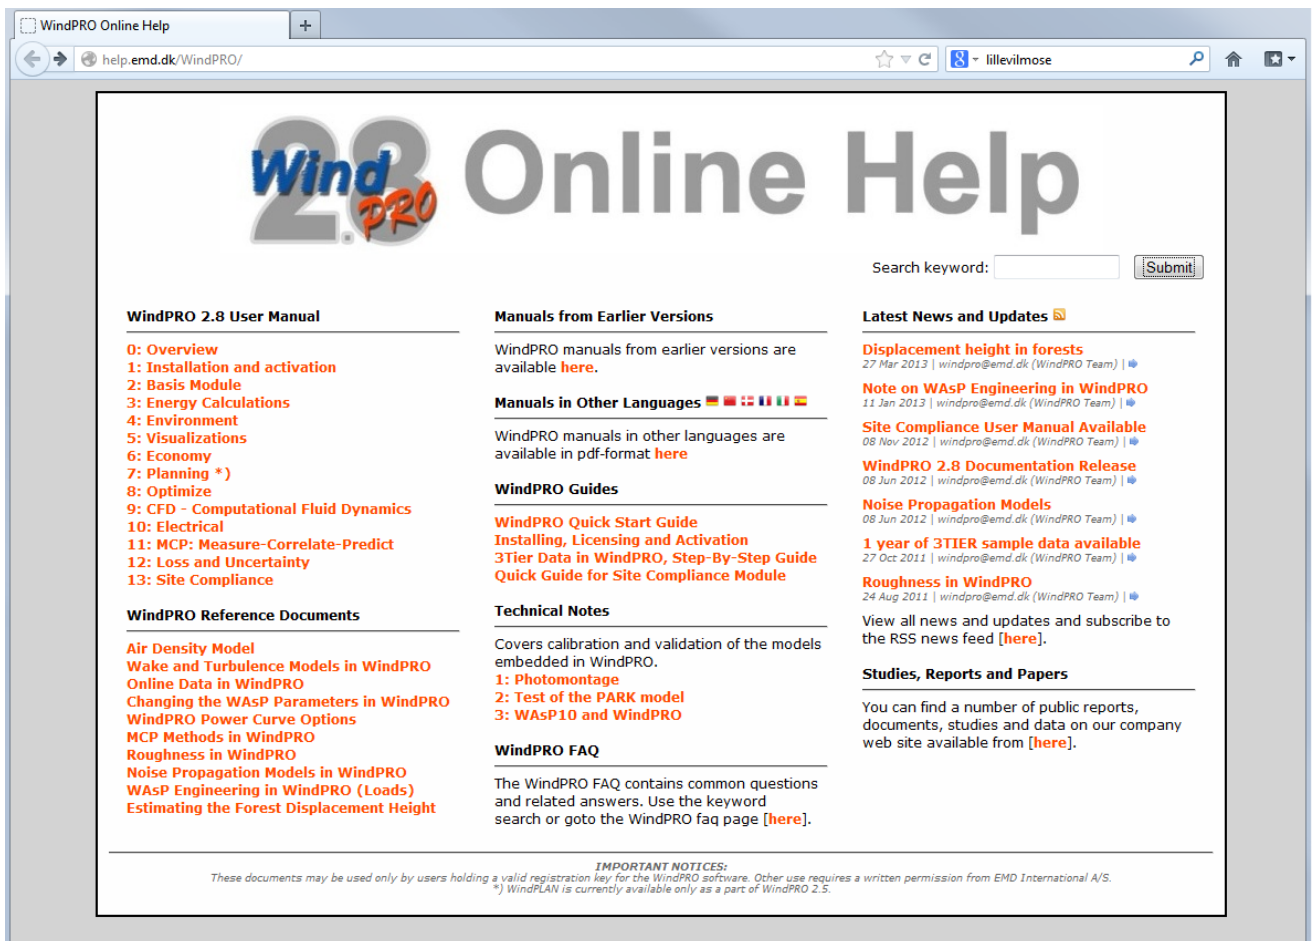 WindPRO Online Help
help.emd.dk/WindPRO/
8
lillevilmose
2.8
Wind
PRO
Online Help
Search keyword:
Submit
WindPRO 2.8 User Manual
0: Overview
1: Installation and activation
2: Basis Module
3: Energy Calculations
4: Environment
5: Visualizations
6: Economy
7: Planning *)
8: Optimize
9: CFD - Computational Fluid Dynamics
10: Electrical
11: MCP: Measure-Correlate-Predict
12: Loss and Uncertainty
13: Site Compliance
WindPRO Reference Documents
Air Density Model
Wake and Turbulence Models in WindPRO
Online Data in WindPRO
Changing the WAsP Parameters in WindPRO
WindPRO Power Curve Options
MCP Methods in WindPRO
Roughness in WindPRO
Noise Propagation Models in WindPRO
WAsP Engineering in WindPRO (Loads)
Estimating the Forest Displacement Height
Manuals from Earlier Versions
WindPRO manuals from earlier versions are
available here.
Manuals in Other Languages
WindPRO manuals in other languages are
available in pdf-format here
WindPRO Guides
WindPRO Quick Start Guide
Installing, Licensing and Activation
3Tier Data in WindPRO, Step-By-Step Guide
Quick Guide for Site Compliance Module
Technical Notes
Covers calibration and validation of the models
embedded in WindPRO.
1: Photomontage
2: Test of the PARK model
3: WAsP10 and WindPRO
WindPRO FAQ
The WindPRO FAQ contains common questions
and related answers. Use the keyword
search or goto the WindPRO faq page [here].
Latest News and Updates
Displacement height in forests
27 Mar 2013 | windpro@emd.dk (WindPRO Team) |
Note on WAsP Engineering in WindPRO
11 Jan 2013 | windpro@emd.dk (WindPRO Team) |
Site Compliance User Manual Available
08 Nov 2012 | windpro@emd.dk (WindPRO Team) |
WindPRO 2.8 Documentation Release
08 Jun 2012 | windpro@emd.dk (WindPRO Team) |
Noise Propagation Models
08 Jun 2012 | windpro@emd.dk (WindPRO Team) |
1 year of 3TIER sample data available
27 Oct 2011 | windpro@emd.dk (WindPRO Team) |
Roughness in WindPRO
24 Aug 2011 | windpro@emd.dk (WindPRO Team) |
View all news and updates and subscribe to
the RSS news feed [here].
Studies, Reports and Papers
You can find a number of public reports,
documents, studies and data on our company
web site available from [here].
IMPORTANT NOTICES:
These documents may be used only by users holding a valid registration key for the WindPRO software. Other use requires a written permission from EMD International A/S.
*) WindPLAN is currently available only as a part of WindPRO 2.5.